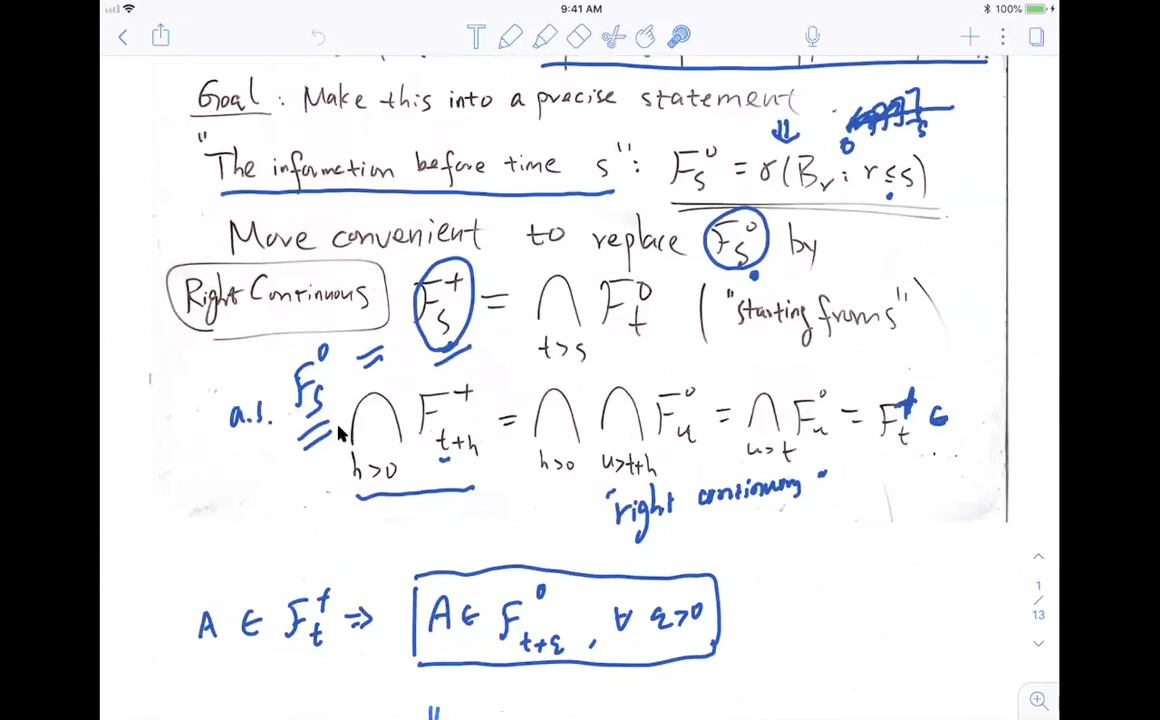 9:41 AM
100%
Goal : Make this into a precise statement
"The information before time s": F_s^0 = σ(B_r : r ≤ s)
0 s
More convenient to replace F_s^0 by
Right Continuous F_s^+ = ∩_{t>s} F_t^0 ("starting from s")
a.s. F_s^0 =
∩_{h>0} F_{t+h}^+ = ∩_{h>0} ∩_{u>t+h} F_u^0 = ∩_{u>t} F_u^0 = F_t^+
"right continuous"
A ∈ F_t^+ ⇒ A ∈ F_{t+ε}^0 , ∀ ε>0
1
/
13